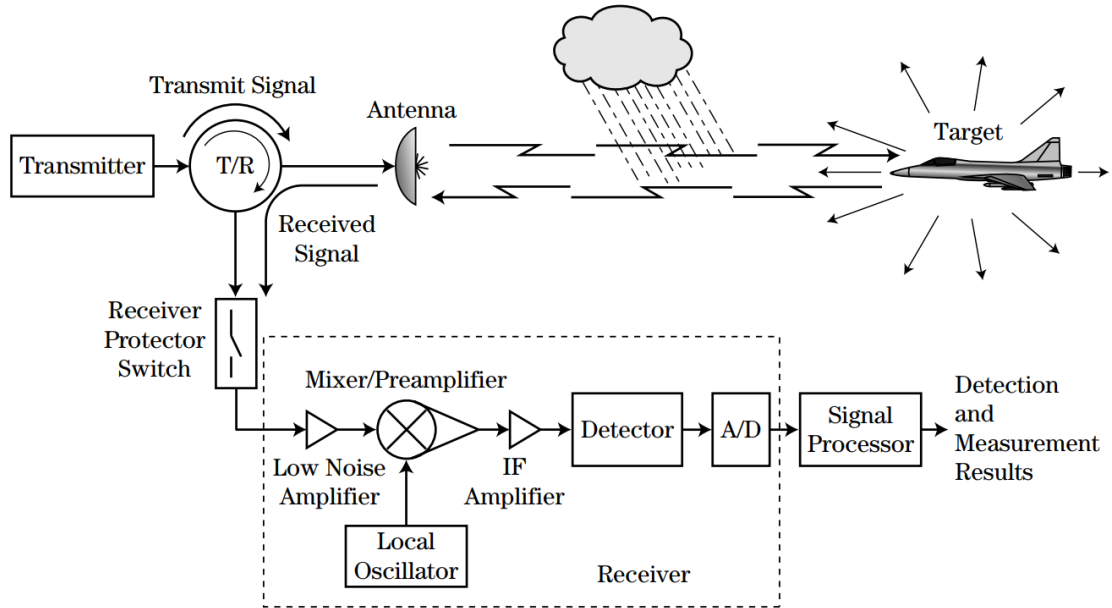 Transmit Signal
Antenna
Target
Transmitter
T/R
Received
Signal
Receiver
Protector
Switch
Mixer/Preamplifier
Detector
A/D
Signal
Processor
Detection
and
Measurement
Results
Low Noise
Amplifier
IF
Amplifier
Local
Oscillator
Receiver